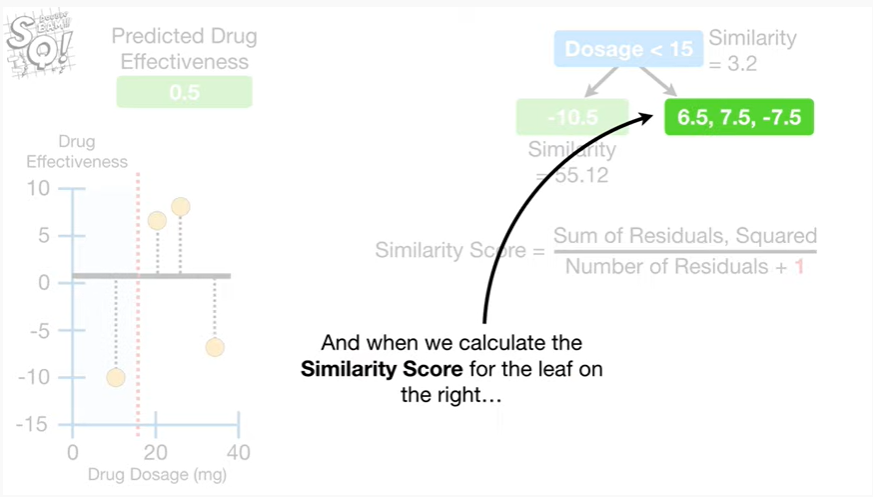 SQ!
Predicted Drug
Effectiveness
0.5
Dosage < 15
Similarity
= 3.2
-10.5
6.5, 7.5, -7.5
Similarity
= 55.12
Similarity Score = Sum of Residuals, Squared
Number of Residuals + 1
And when we calculate the
Similarity Score for the leaf on
the right…
Drug
Effectiveness
10
5
0
-5
-10
-15
0 20 40
Drug Dosage (mg)